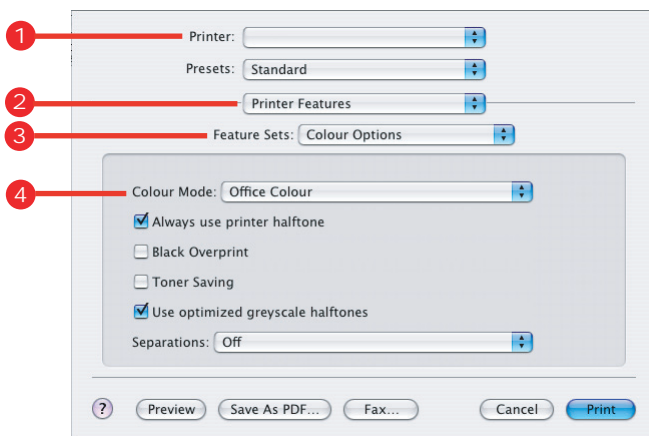 1 Printer:
Presets: Standard
2 Printer Features
3 Feature Sets: Colour Options
4 Colour Mode: Office Colour
Always use printer halftone
Black Overprint
Toner Saving
Use optimized greyscale halftones
Separations: Off
? Preview Save As PDF... Fax... Cancel Print